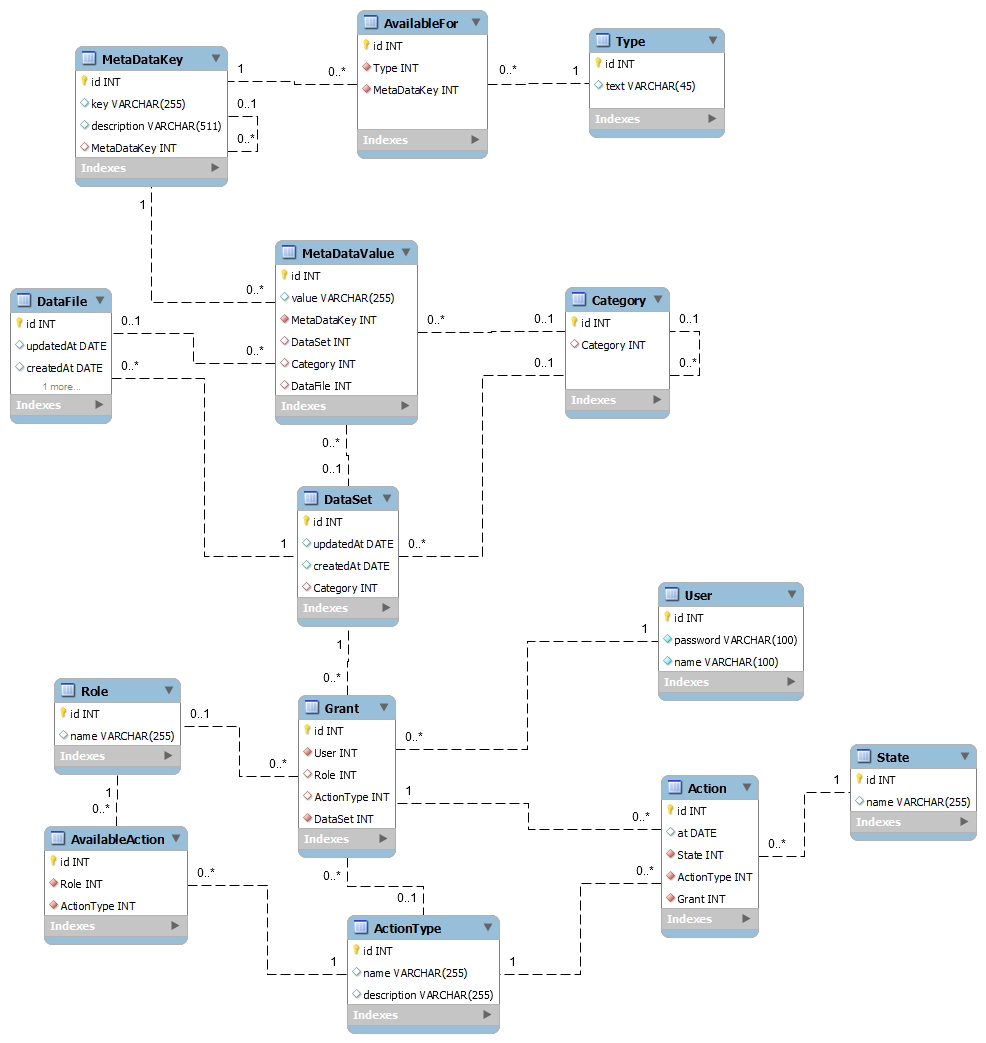 AvailableFor
id INT
Type INT
MetaDataKey INT
Indexes
Type
id INT
text VARCHAR(45)
Indexes
MetaDataKey
id INT
key VARCHAR(255)
description VARCHAR(511)
MetaDataKey INT
Indexes
1
0..*
0..*
1
0..1
0..*
1
0..*
MetaDataValue
id INT
value VARCHAR(255)
MetaDataKey INT
DataSet INT
Category INT
DataFile INT
Indexes
DataFile
id INT
updatedAt DATE
createdAt DATE
1 more...
Indexes
0..1
0..*
0..*
Category
id INT
Category INT
Indexes
0..*
0..1
0..1
0..1
0..*
0..*
0..1
DataSet
id INT
updatedAt DATE
createdAt DATE
Category INT
Indexes
1
0..*
1
0..*
User
id INT
password VARCHAR(100)
name VARCHAR(100)
Indexes
1
0..*
Role
id INT
name VARCHAR(255)
Indexes
0..1
0..*
Grant
id INT
User INT
Role INT
ActionType INT
DataSet INT
Indexes
1
0..*
State
id INT
name VARCHAR(255)
Indexes
1
0..*
Action
id INT
at DATE
State INT
ActionType INT
Grant INT
Indexes
0..*
1
0..*
AvailableAction
id INT
Role INT
ActionType INT
Indexes
0..*
1
0..*
0..1
1
ActionType
id INT
name VARCHAR(255)
description VARCHAR(255)
Indexes